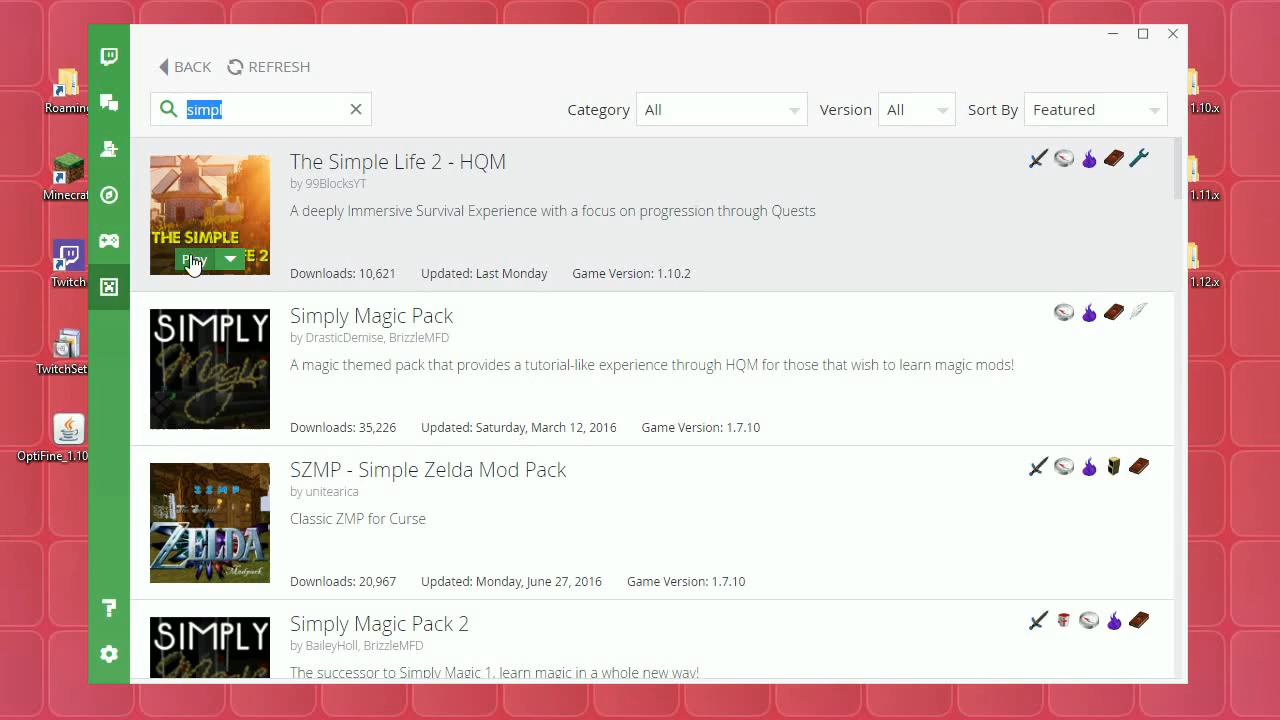 BACK REFRESH
simpl
Category All Version All Sort By Featured
Roaming
Minecraf
Twitch
TwitchSet
OptiFine_1.10
The Simple Life 2 - HQM
by 99BlocksYT
A deeply Immersive Survival Experience with a focus on progression through Quests
THE SIMPLE
FE 2
Play
Downloads: 10,621 Updated: Last Monday Game Version: 1.10.2
SIMPLY
Magic
Simply Magic Pack
by DrasticDemise, BrizzleMFD
A magic themed pack that provides a tutorial-like experience through HQM for those that wish to learn magic mods!
Downloads: 35,226 Updated: Saturday, March 12, 2016 Game Version: 1.7.10
SZMP
ZELDA
Modpack
SZMP - Simple Zelda Mod Pack
by unitearica
Classic ZMP for Curse
Downloads: 20,967 Updated: Monday, June 27, 2016 Game Version: 1.7.10
SIMPLY
Simply Magic Pack 2
by BaileyHoll, BrizzleMFD
The successor to Simply Magic 1, learn magic in a whole new way!
1.10.x
1.11.x
1.12.x